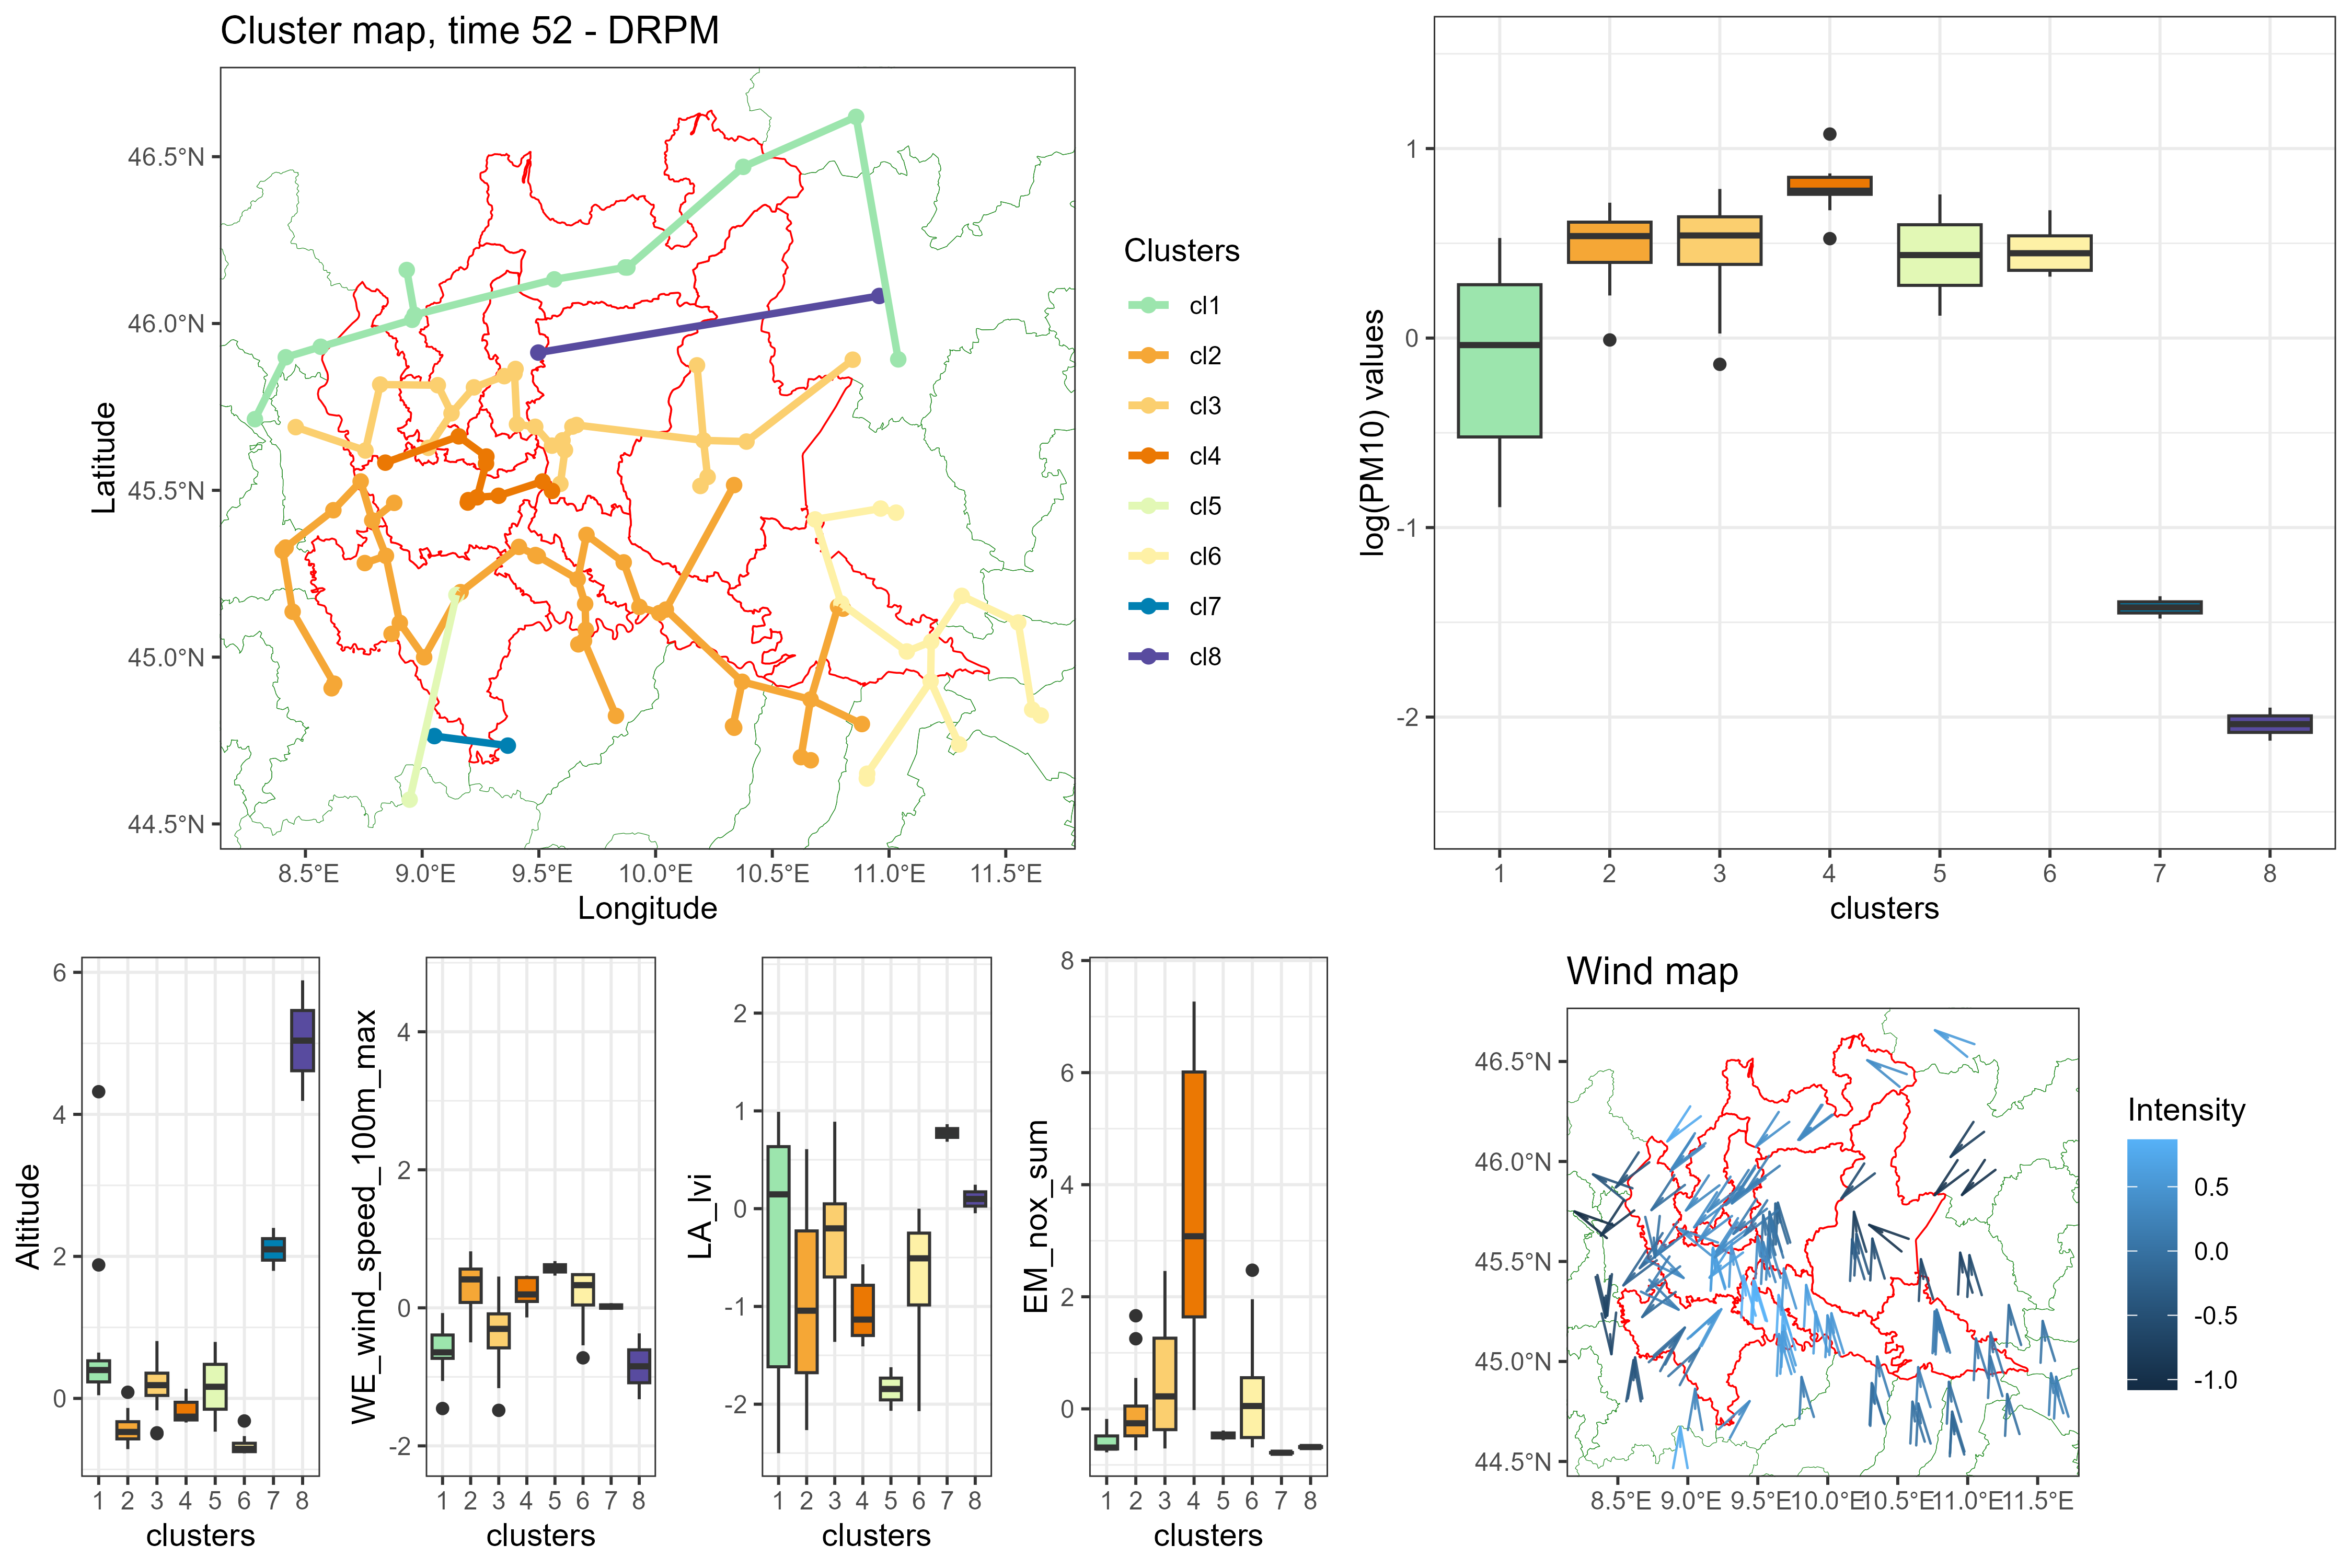 Cluster map, time 52 - DRPM
46.5°N
46.0°N
45.5°N
45.0°N
44.5°N
Latitude
8.5°E 9.0°E 9.5°E 10.0°E 10.5°E 11.0°E 11.5°E
Longitude
Clusters
cl1
cl2
cl3
cl4
cl5
cl6
cl7
cl8
log(PM10) values
1
0
-1
-2
1 2 3 4 5 6 7 8
clusters
Altitude
6
4
2
0
1 2 3 4 5 6 7 8
clusters
WE_wind_speed_100m_max
4
2
0
-2
1 2 3 4 5 6 7 8
clusters
LA_lvi
2
1
0
-1
-2
1 2 3 4 5 6 7 8
clusters
EM_nox_sum
8
6
4
2
0
1 2 3 4 5 6 7 8
clusters
Wind map
46.5°N
46.0°N
45.5°N
45.0°N
44.5°N
8.5°E 9.0°E 9.5°E 10.0°E 10.5°E 11.0°E 11.5°E
Intensity
0.5
0.0
-0.5
-1.0